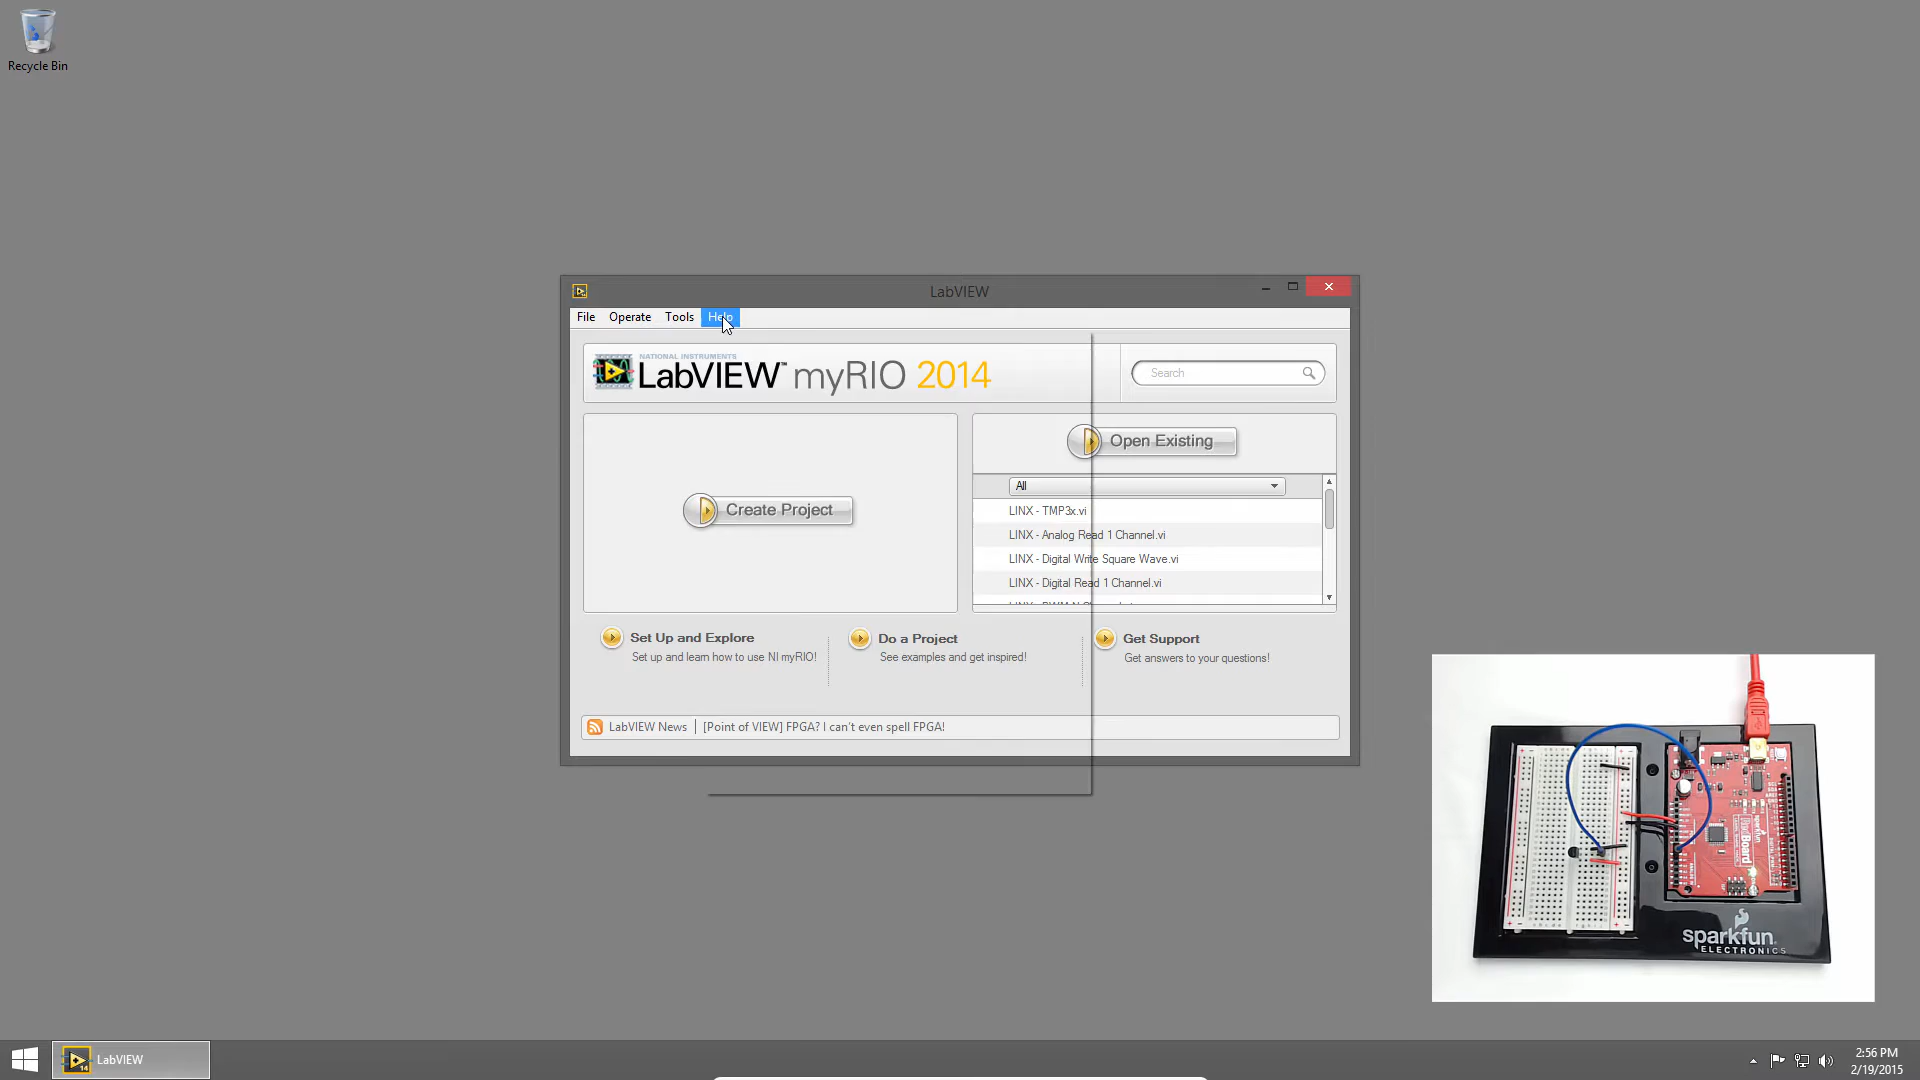 Recycle Bin
LabVIEW
File Operate Tools Help
NATIONAL INSTRUMENTS
LabVIEW™ myRIO 2014
Search
Open Existing
All
Create Project
LINX - TMP3x.vi
LINX - Analog Read 1 Channel.vi
LINX - Digital Write Square Wave.vi
LINX - Digital Read 1 Channel.vi
Set Up and Explore
Set up and learn how to use NI myRIO!
Do a Project
See examples and get inspired!
Get Support
Get answers to your questions!
LabVIEW News | [Point of VIEW] FPGA? I can't even spell FPGA!
sparkfun
ELECTRONICS
LabVIEW
2:56 PM
2/19/2015